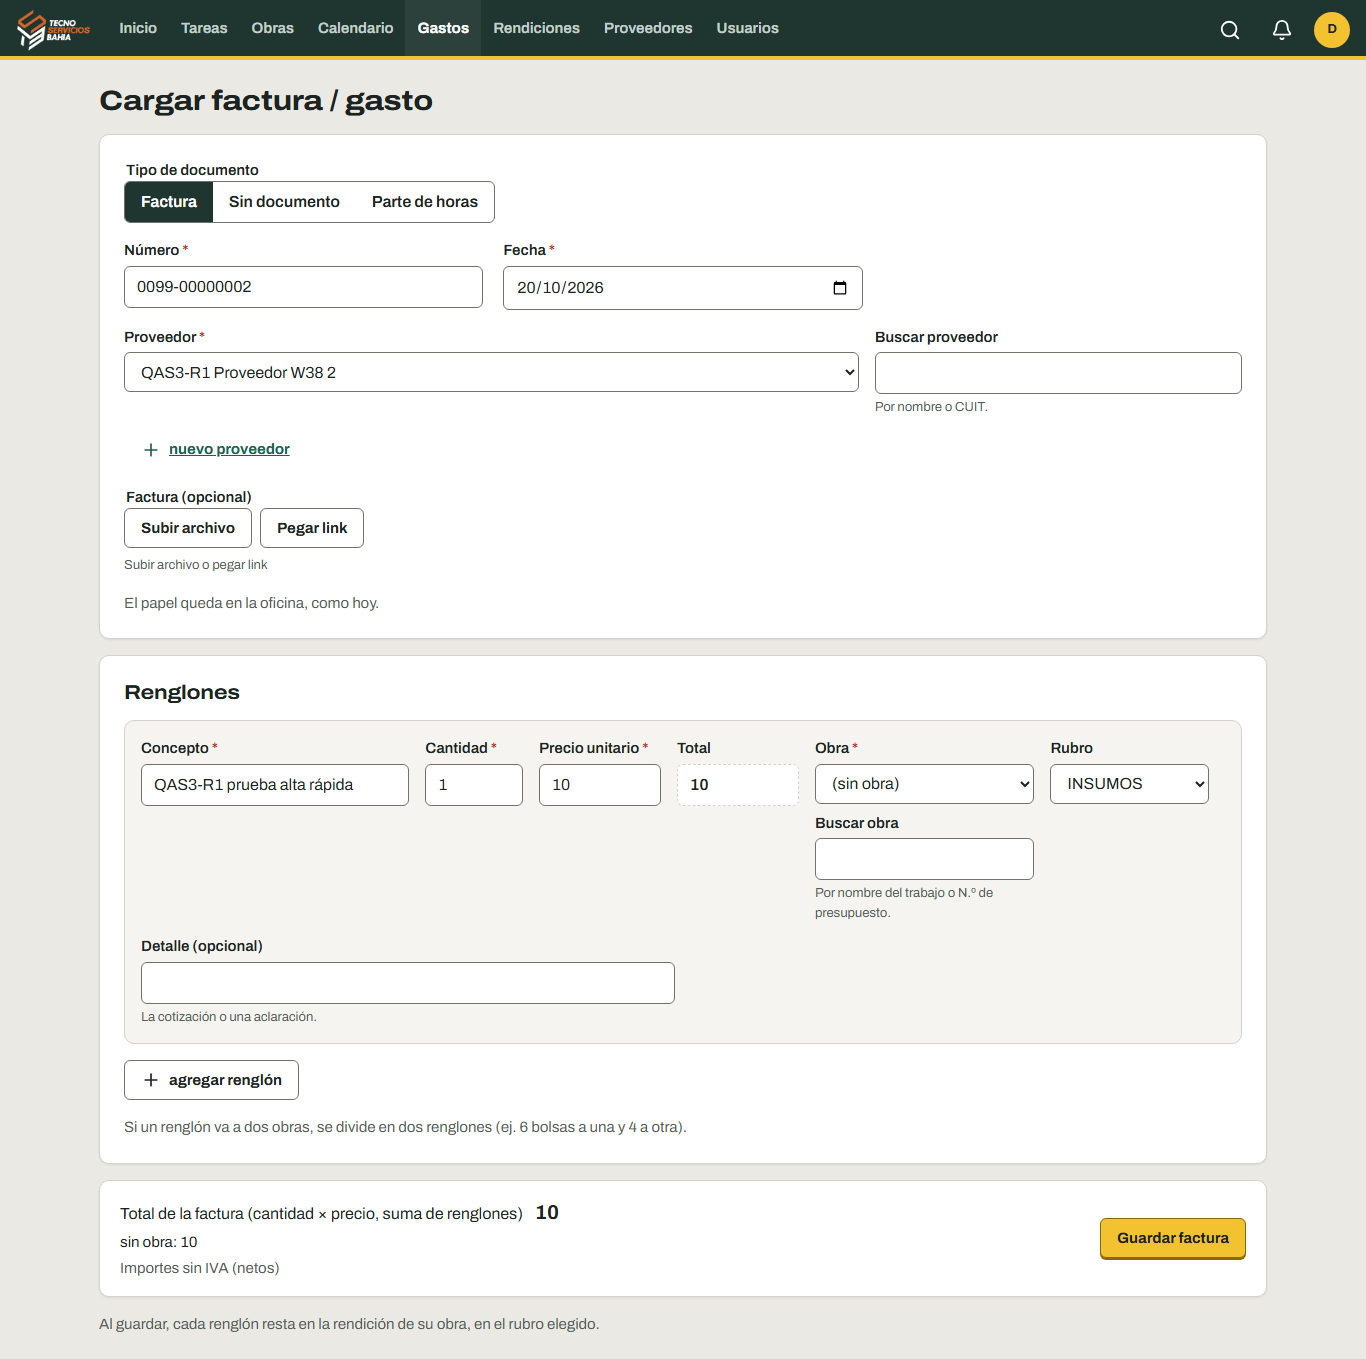 TECNO
SERVICIOS
BAHIA
Inicio
Tareas
Obras
Calendario
Gastos
Rendiciones
Proveedores
Usuarios
D
Cargar factura / gasto
Tipo de documento
Factura
Sin documento
Parte de horas
Número *
Fecha *
0099-00000002
20/10/2026
Proveedor *
Buscar proveedor
QAS3-R1 Proveedor W38 2
Por nombre o CUIT.
nuevo proveedor
Factura (opcional)
Subir archivo
Pegar link
Subir archivo o pegar link
El papel queda en la oficina, como hoy.
Renglones
Concepto *
Cantidad *
Precio unitario *
Total
Obra *
Rubro
QAS3-R1 prueba alta rápida
1
10
10
(sin obra)
INSUMOS
Buscar obra
Por nombre del trabajo o N.º de
presupuesto.
Detalle (opcional)
La cotización o una aclaración.
agregar renglón
Si un renglón va a dos obras, se divide en dos renglones (ej. 6 bolsas a una y 4 a otra).
Total de la factura (cantidad × precio, suma de renglones) 10
sin obra: 10
Importes sin IVA (netos)
Guardar factura
Al guardar, cada renglón resta en la rendición de su obra, en el rubro elegido.